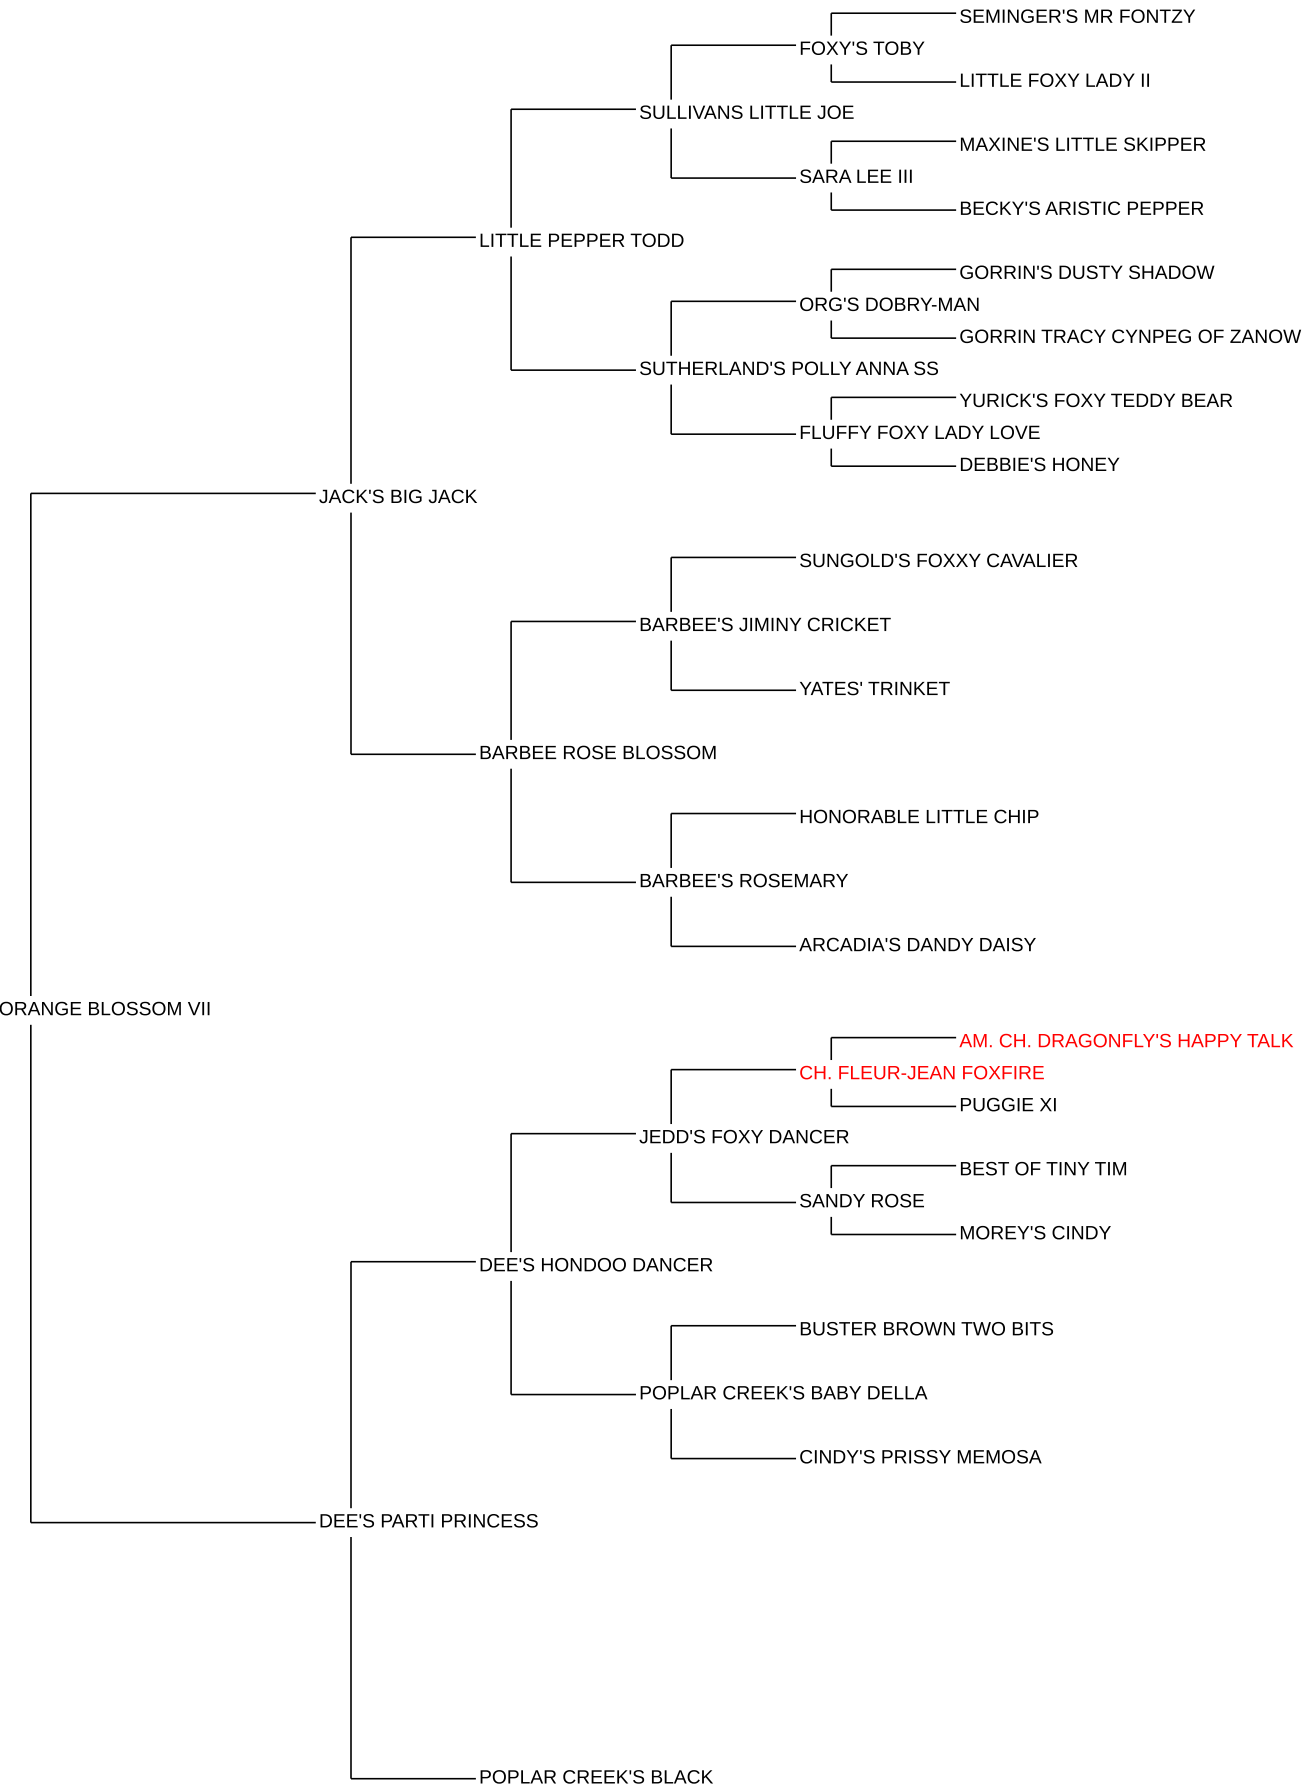 SEMINGER'S MR FONTZY
FOXY'S TOBY
LITTLE FOXY LADY II
SULLIVANS LITTLE JOE
MAXINE'S LITTLE SKIPPER
SARA LEE III
BECKY'S ARISTIC PEPPER
LITTLE PEPPER TODD
GORRIN'S DUSTY SHADOW
ORG'S DOBRY-MAN
GORRIN TRACY CYNPEG OF ZANOW
SUTHERLAND'S POLLY ANNA SS
YURICK'S FOXY TEDDY BEAR
FLUFFY FOXY LADY LOVE
DEBBIE'S HONEY
JACK'S BIG JACK
SUNGOLD'S FOXXY CAVALIER
BARBEE'S JIMINY CRICKET
YATES' TRINKET
BARBEE ROSE BLOSSOM
HONORABLE LITTLE CHIP
BARBEE'S ROSEMARY
ARCADIA'S DANDY DAISY
ORANGE BLOSSOM VII
AM. CH. DRAGONFLY'S HAPPY TALK
CH. FLEUR-JEAN FOXFIRE
PUGGIE XI
JEDD'S FOXY DANCER
BEST OF TINY TIM
SANDY ROSE
MOREY'S CINDY
DEE'S HONDOO DANCER
BUSTER BROWN TWO BITS
POPLAR CREEK'S BABY DELLA
CINDY'S PRISSY MEMOSA
DEE'S PARTI PRINCESS
POPLAR CREEK'S BLACK